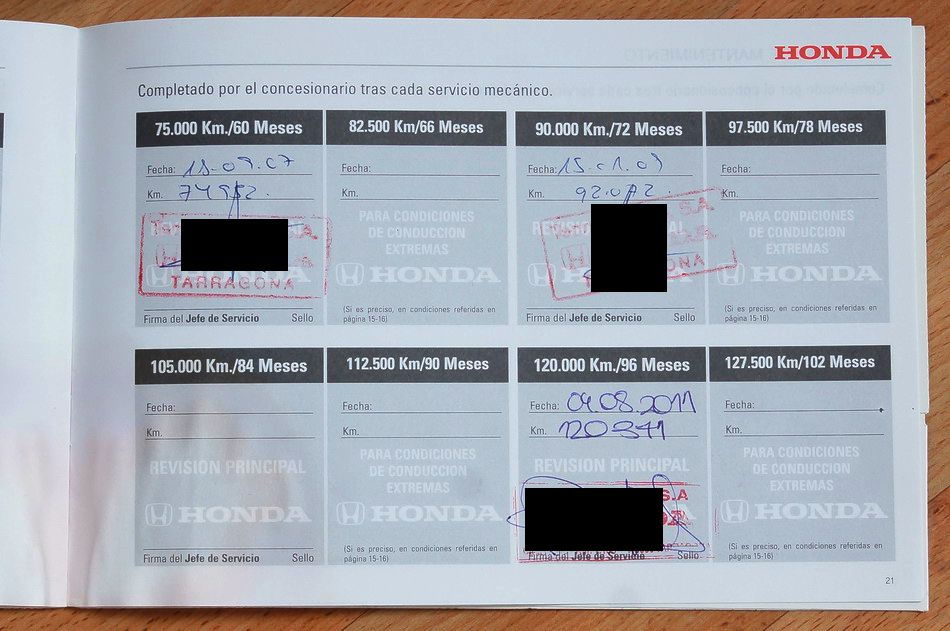 HONDA
Completado por el concesionario tras cada servicio mecánico.
75.000 Km./60 Meses
Fecha:
Km. 74952
TARRAGONA
HONDA
Firma del Jefe de Servicio Sello
82.500 Km/66 Meses
Fecha:
Km.
PARA CONDICIONES
DE CONDUCCION
EXTREMAS
HONDA
(Si es preciso, en condiciones referidas en
página 15-16)
90.000 Km./72 Meses
Fecha: 15.01.09
Km.
S.A
ONA
Firma del Jefe de Servicio Sello
97.500 Km/78 Meses
Fecha:
Km.
PARA CONDICIONES
DE CONDUCCION
EXTREMAS
HONDA
(Si es preciso, en condiciones referidas en
página 15-16)
105.000 Km./84 Meses
Fecha:
Km.
REVISION PRINCIPAL
HONDA
Firma del Jefe de Servicio Sello
112.500 Km/90 Meses
Fecha:
Km.
PARA CONDICIONES
DE CONDUCCION
EXTREMAS
HONDA
(Si es preciso, en condiciones referidas en
página 15-16)
120.000 Km./96 Meses
Fecha: 04.08.2011
Km. 120341
REVISION PRINCIPAL
S.A
Firma del Jefe de Servicio Sello
127.500 Km/102 Meses
Fecha:
Km.
PARA CONDICIONES
DE CONDUCCION
EXTREMAS
HONDA
(Si es preciso, en condiciones referidas en
página 15-16)
21